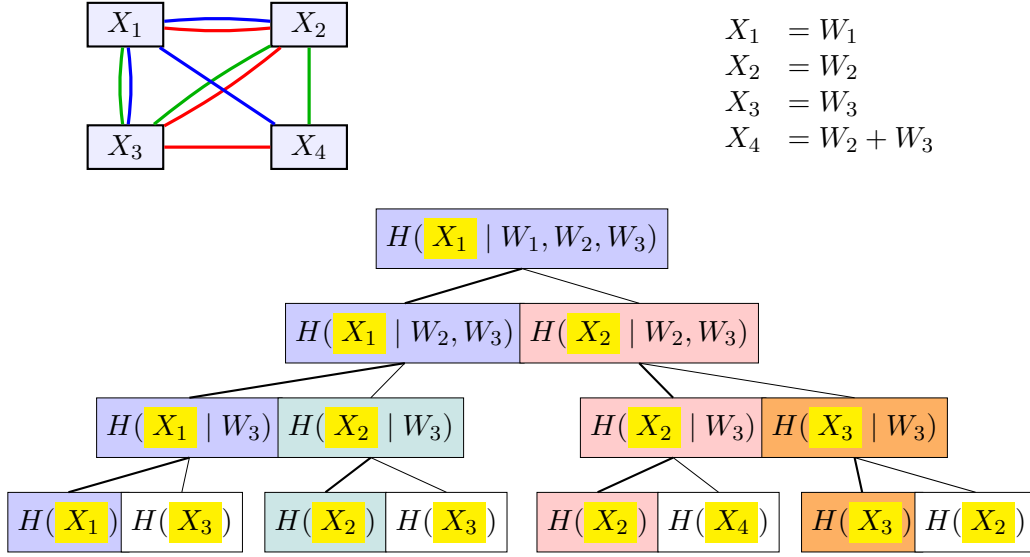 X₁ X₂
X₃ X₄
X₁ = W₁
X₂ = W₂
X₃ = W₃
X₄ = W₂ + W₃
H( X₁ | W₁, W₂, W₃)
H( X₁ | W₂, W₃) H( X₂ | W₂, W₃)
H( X₁ | W₃) H( X₂ | W₃) H( X₂ | W₃) H( X₃ | W₃)
H( X₁ ) H( X₃ ) H( X₂ ) H( X₃ ) H( X₂ ) H( X₄ ) H( X₃ ) H( X₂ )